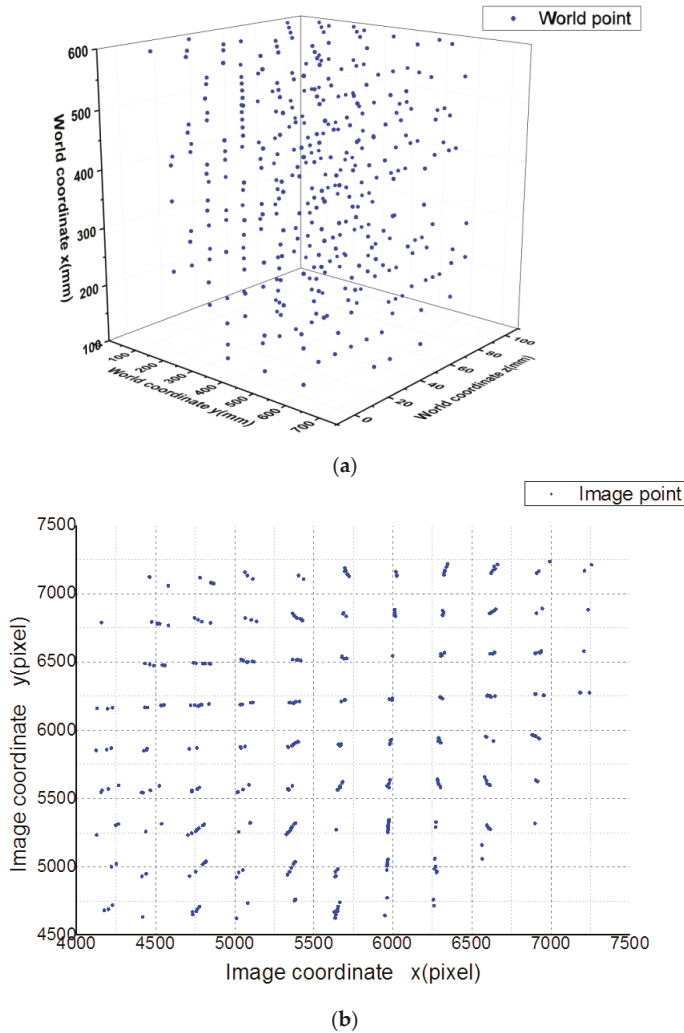 World point
600
500
400
300
200
100
World coordinate x(mm)
100
200
300
400
500
600
700
World coordinate y(mm)
0
20
40
60
80
100
World coordinate z(mm)
(a)
Image point
7500
7000
6500
6000
5500
5000
4500
Image coordinate y(pixel)
4000 4500 5000 5500 6000 6500 7000 7500
Image coordinate x(pixel)
(b)